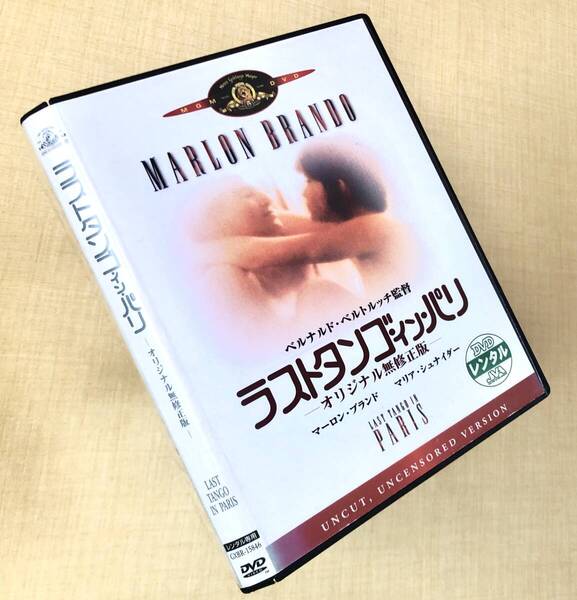 MGM DVD
MARLON BRANDO
ベルナルド・ベルトルッチ監督
ラストタンゴ・イン・パリ
―オリジナル無修正版―
マーロン・ブランド マリア・シュナイダー
LAST TANGO IN
PARIS
UNCUT, UNCENSORED VERSION
DVD
レンタル
JVA
ラストタンゴ・イン・パリ
―オリジナル無修正版―
LAST
TANGO
IN PARIS
レンタル専用
GXBR-15846
DVD
VIDEO